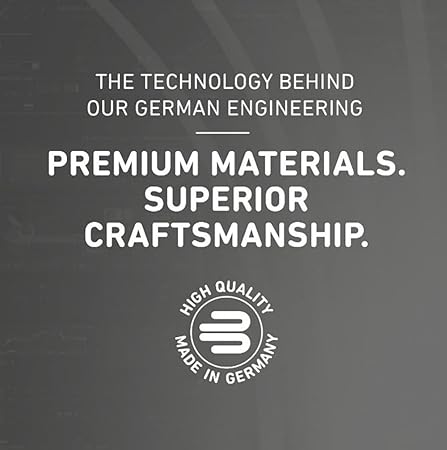 THE TECHNOLOGY BEHIND
OUR GERMAN ENGINEERING
PREMIUM MATERIALS.
SUPERIOR
CRAFTSMANSHIP.
HIGH QUALITY
MADE IN GERMANY